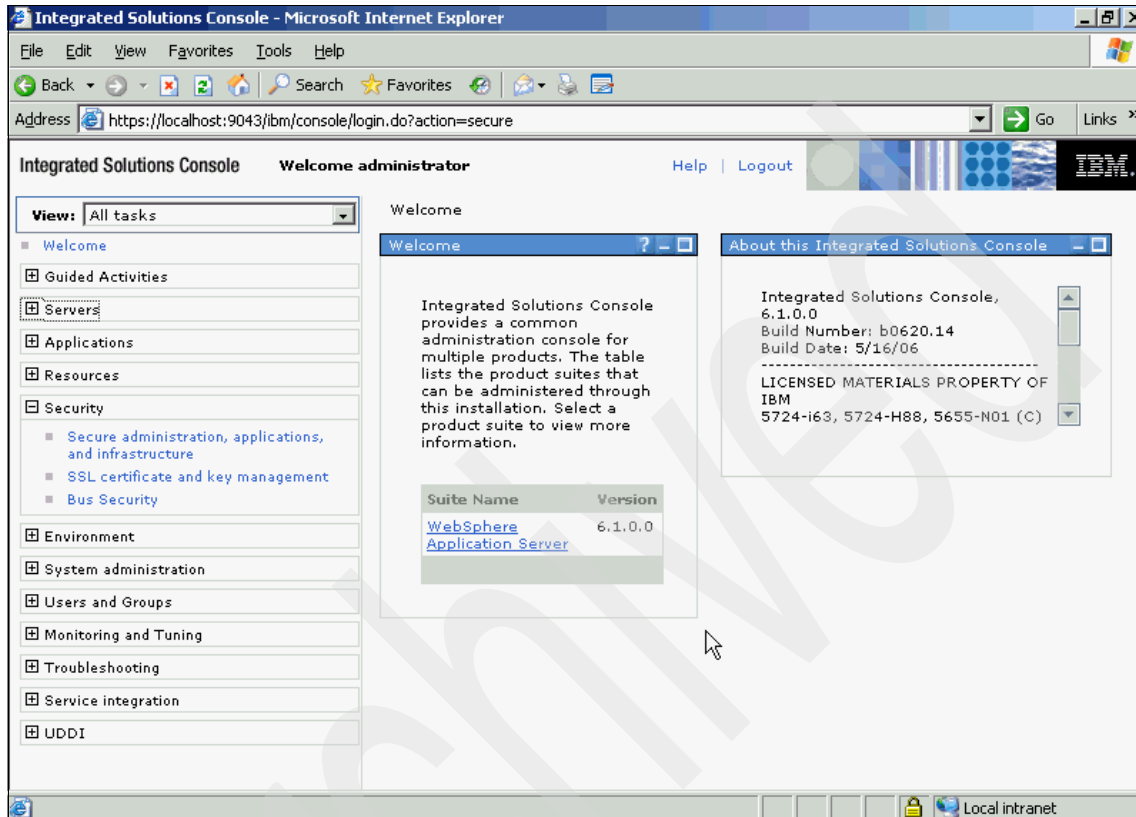 Integrated Solutions Console - Microsoft Internet Explorer
File Edit View Favorites Tools Help
Back Search Favorites
Address https://localhost:9043/ibm/console/login.do?action=secure Go Links »
Integrated Solutions Console Welcome administrator Help | Logout IBM.
View: All tasks
Welcome
Guided Activities
Servers
Applications
Resources
Security
Secure administration, applications,
and infrastructure
SSL certificate and key management
Bus Security
Environment
System administration
Users and Groups
Monitoring and Tuning
Troubleshooting
Service integration
UDDI
Welcome
Welcome ?
Integrated Solutions Console
provides a common
administration console for
multiple products. The table
lists the product suites that
can be administered through
this installation. Select a
product suite to view more
information.
Suite Name Version
WebSphere 6.1.0.0
Application Server
About this Integrated Solutions Console
Integrated Solutions Console,
6.1.0.0
Build Number: b0620.14
Build Date: 5/16/06
------------------------------------
LICENSED MATERIALS PROPERTY OF
IBM
5724-i63, 5724-H88, 5655-N01 (C)
Local intranet